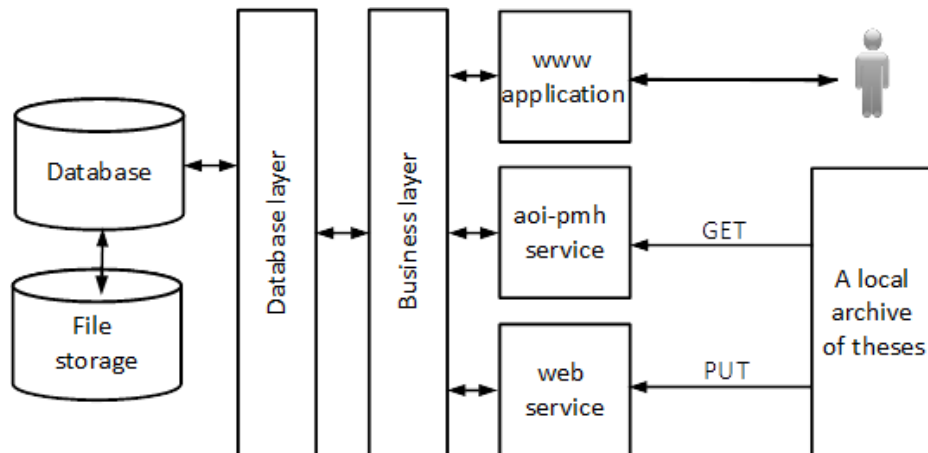 www
application
Database
Database layer
Business layer
aoi-pmh
service
GET
File
storage
A local
archive
of theses
web
service
PUT